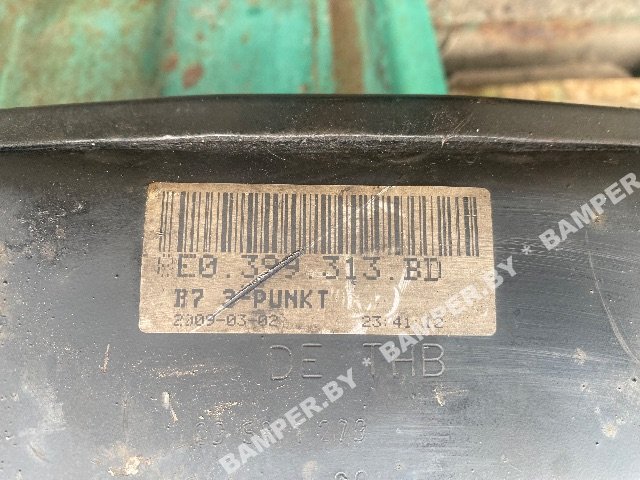 E0.399 313.BD
B7 3-PUNKT
2009-03-02 23:41
DE THB
BAMPER.BY * BAMPER.BY * BAMPER.BY